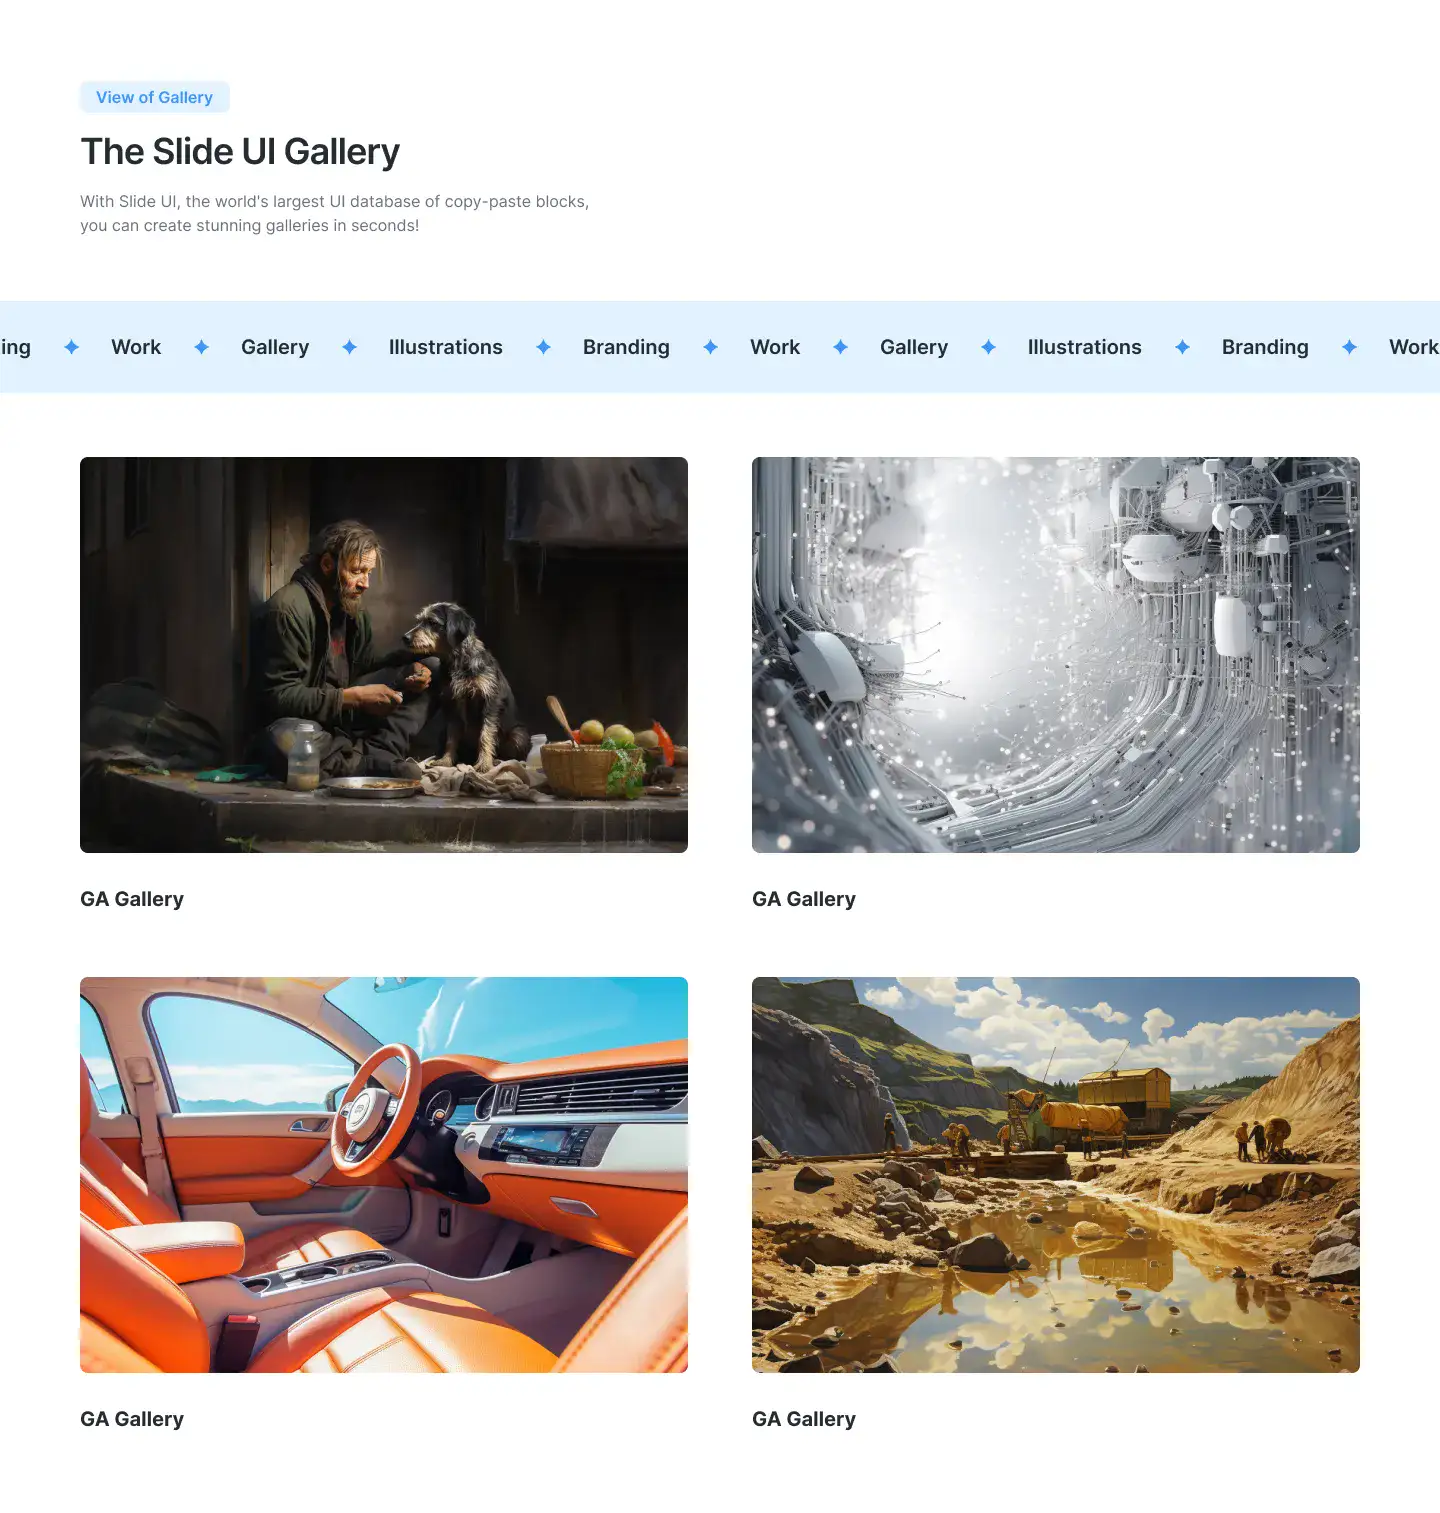 View of Gallery
The Slide UI Gallery
With Slide UI, the world's largest UI database of copy-paste blocks,
you can create stunning galleries in seconds!
ing ✦ Work ✦ Gallery ✦ Illustrations ✦ Branding ✦ Work ✦ Gallery ✦ Illustrations ✦ Branding ✦ Work
GA Gallery
GA Gallery
GA Gallery
GA Gallery